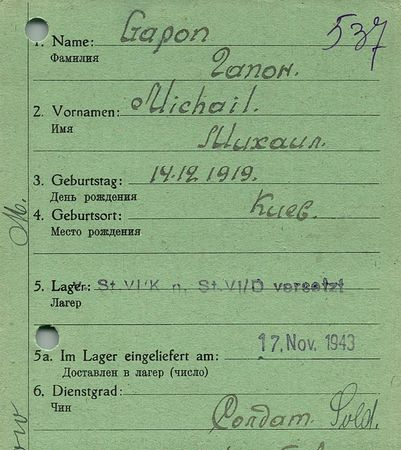 537
1. Name: Gapon
Фамилия
Гапон.
2. Vornamen: Michail.
Имя
Михаил.
3. Geburtstag: 14.12.1919.
День рождения
4. Geburtsort: Киев.
Место рождения
5. Lager: v. St VI/K n. St. VI/D versetzt
Лагер
17. Nov. 1943
5a. Im Lager eingeliefert am:
Доставлен в лагер (число)
6. Dienstgrad:
Чин
Солдат. Sold.